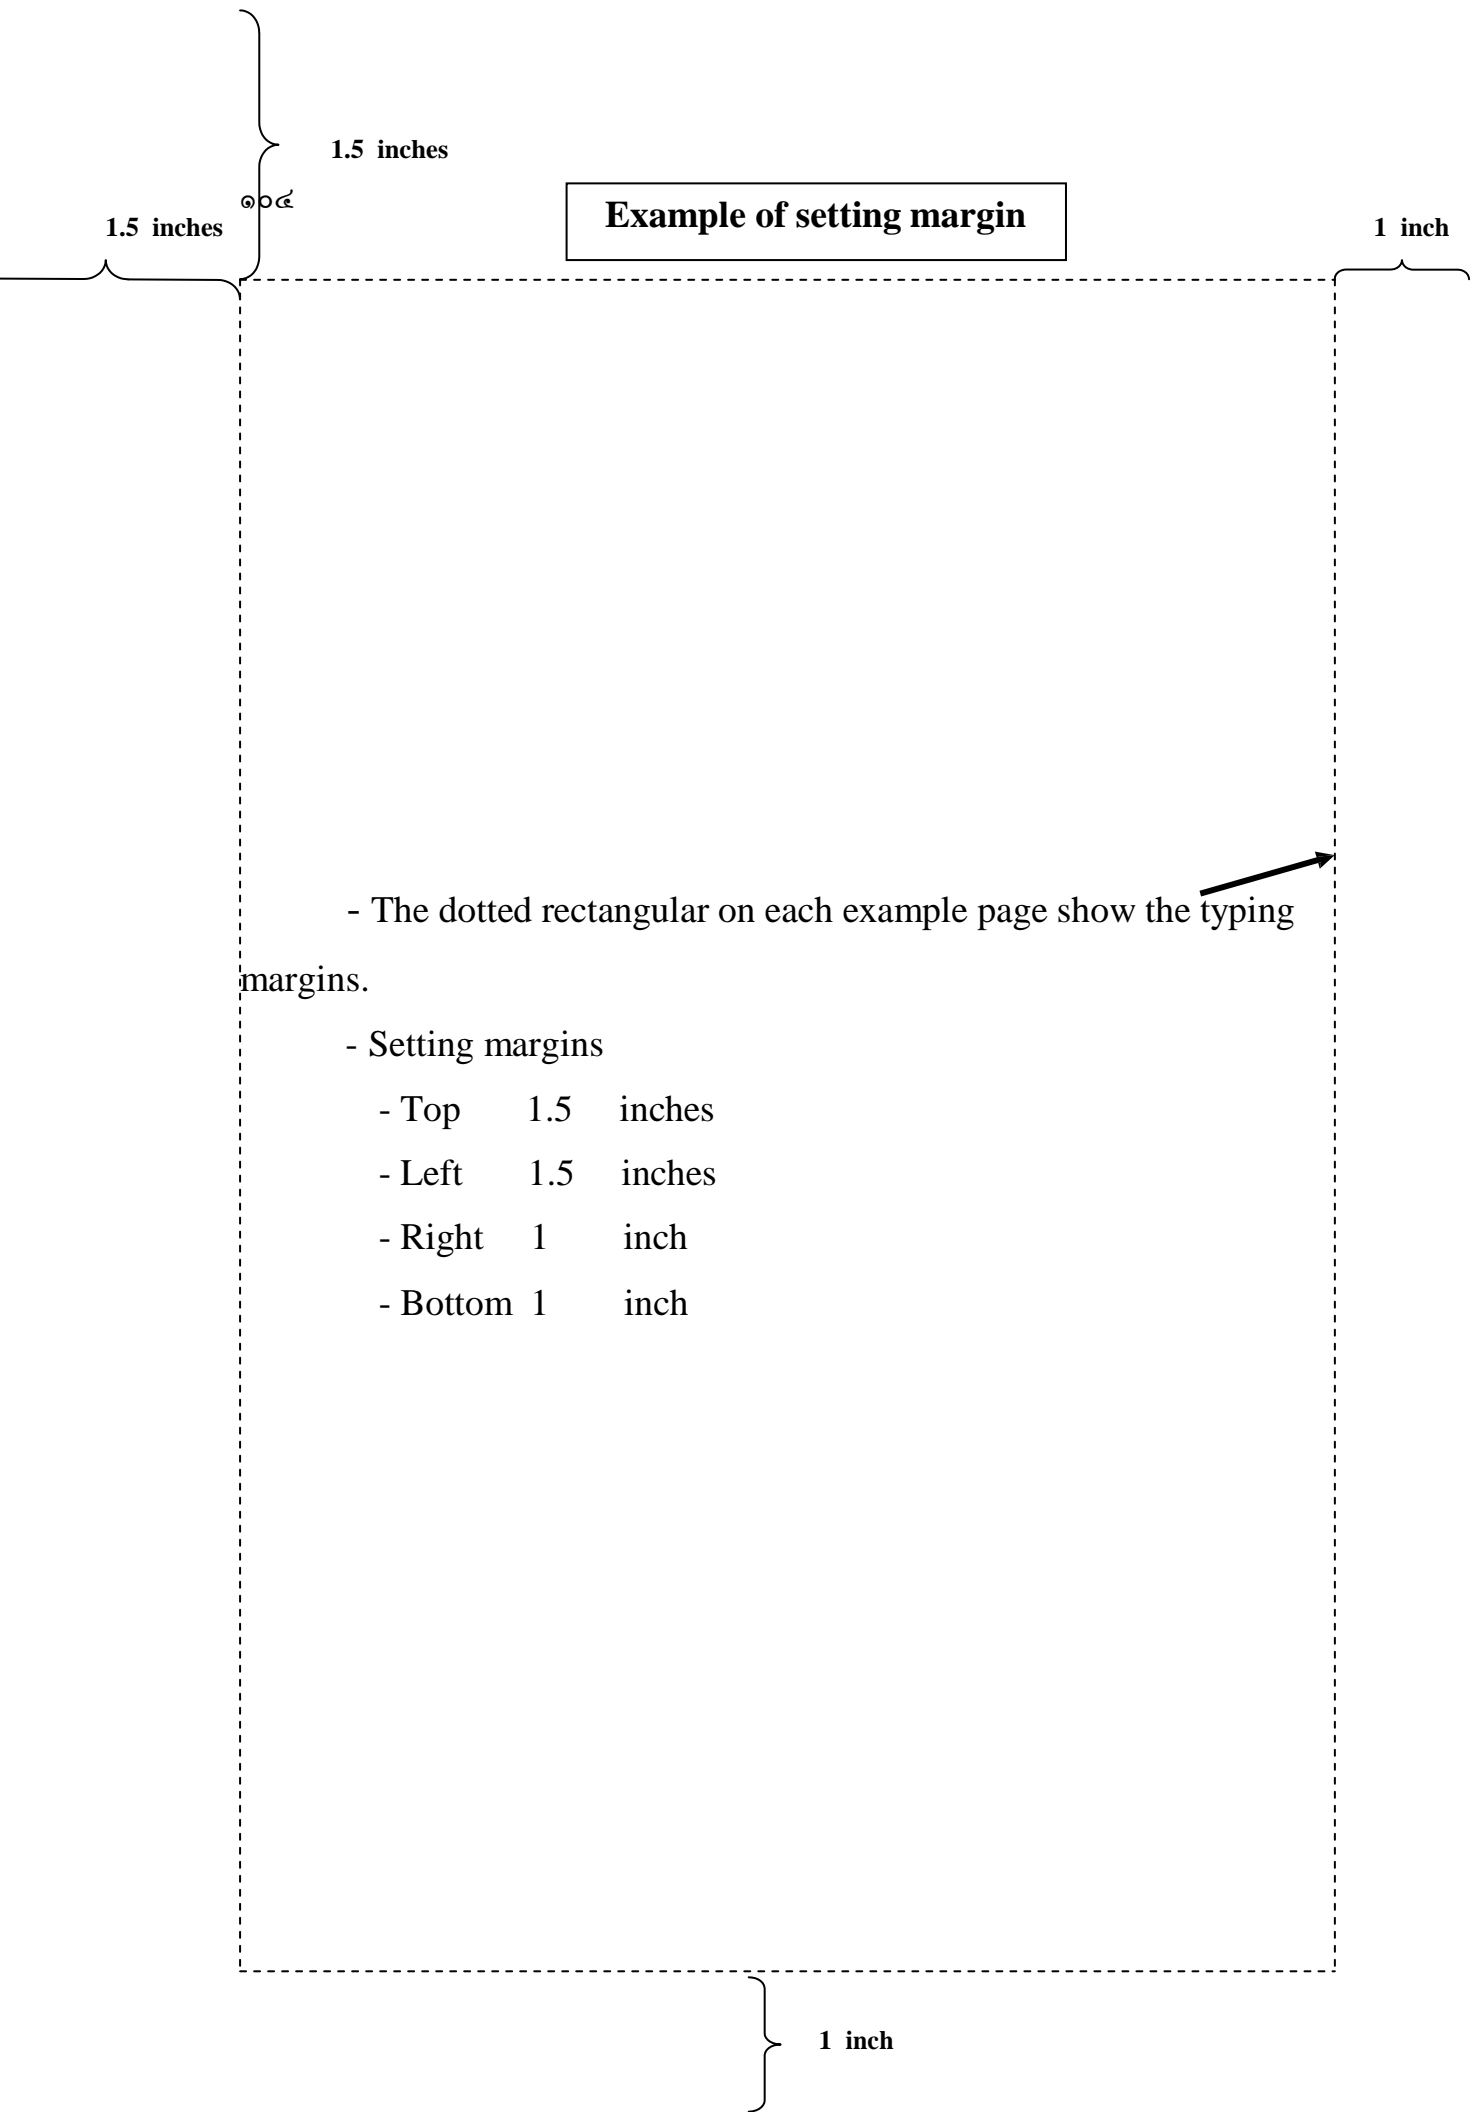 1.5 inches
๑๐๔
Example of setting margin
1.5 inches
1 inch
- The dotted rectangular on each example page show the typing
margins.
- Setting margins
- Top 1.5 inches
- Left 1.5 inches
- Right 1 inch
- Bottom 1 inch
1 inch